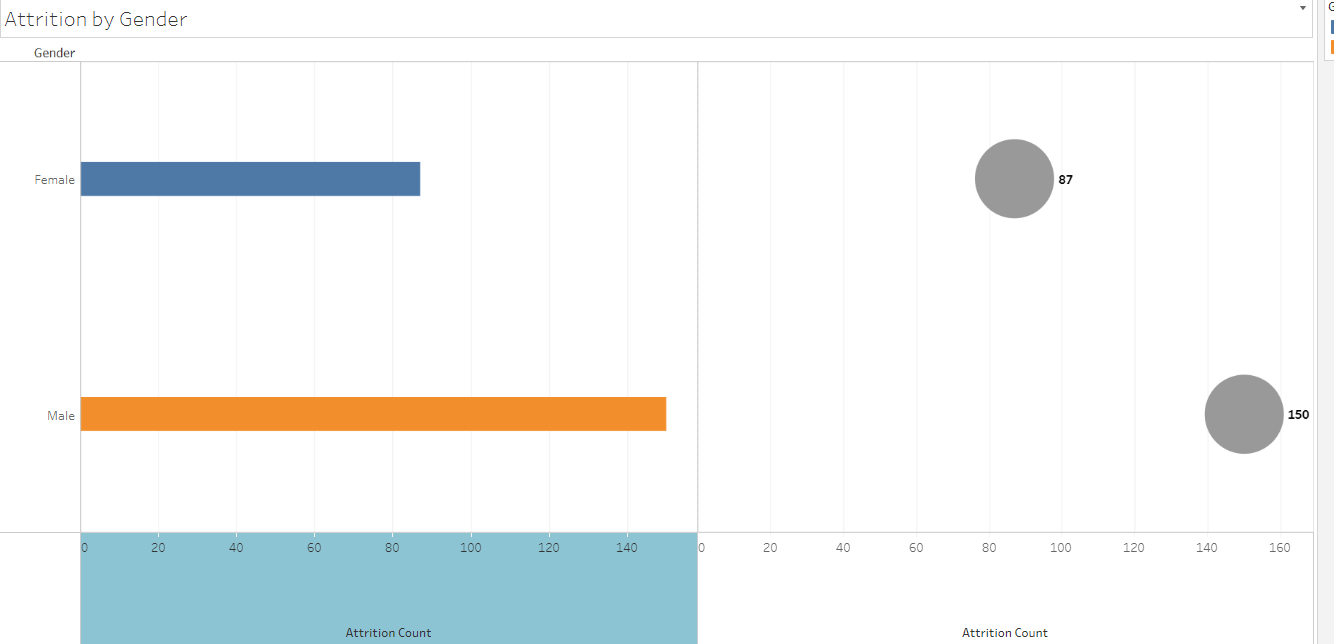 Attrition by Gender
G
Gender
Female
87
Male
150
0 20 40 60 80 100 120 140 0 20 40 60 80 100 120 140 160
Attrition Count Attrition Count